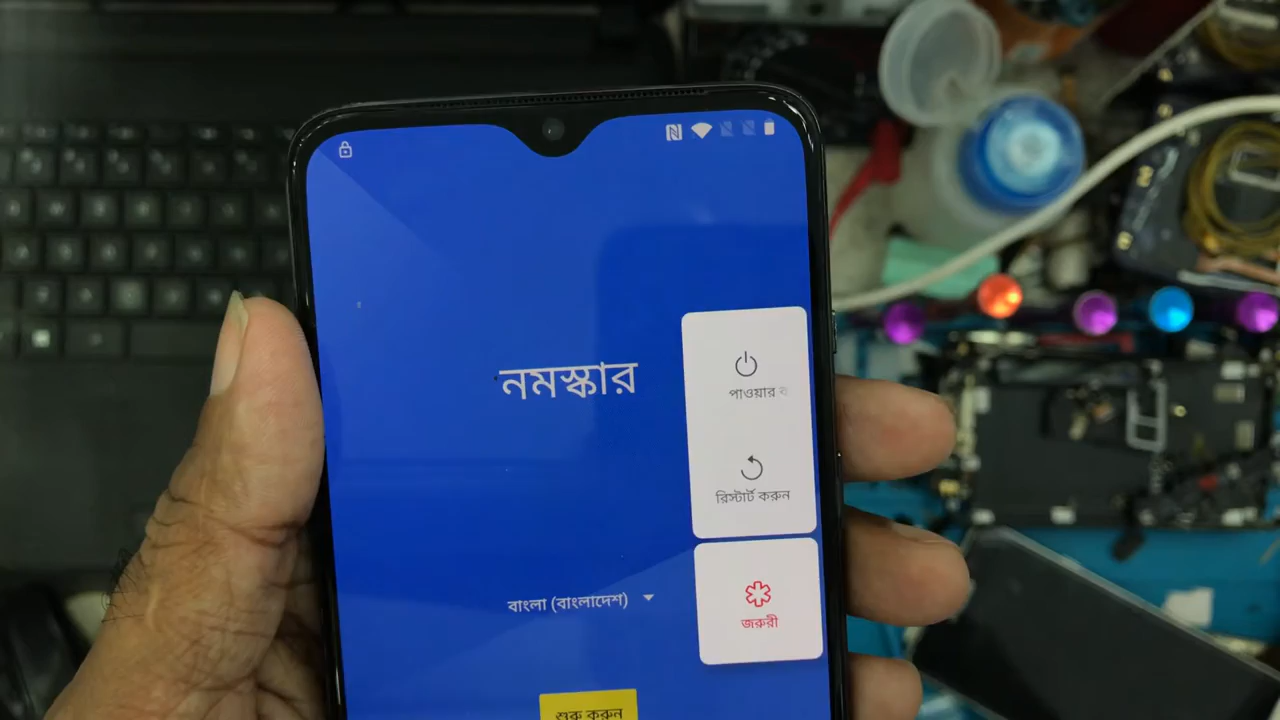 নমস্কার
পাওয়ার
রিস্টার্ট করুন
বাংলা (বাংলাদেশ)
জরুরী
শুরু করুন